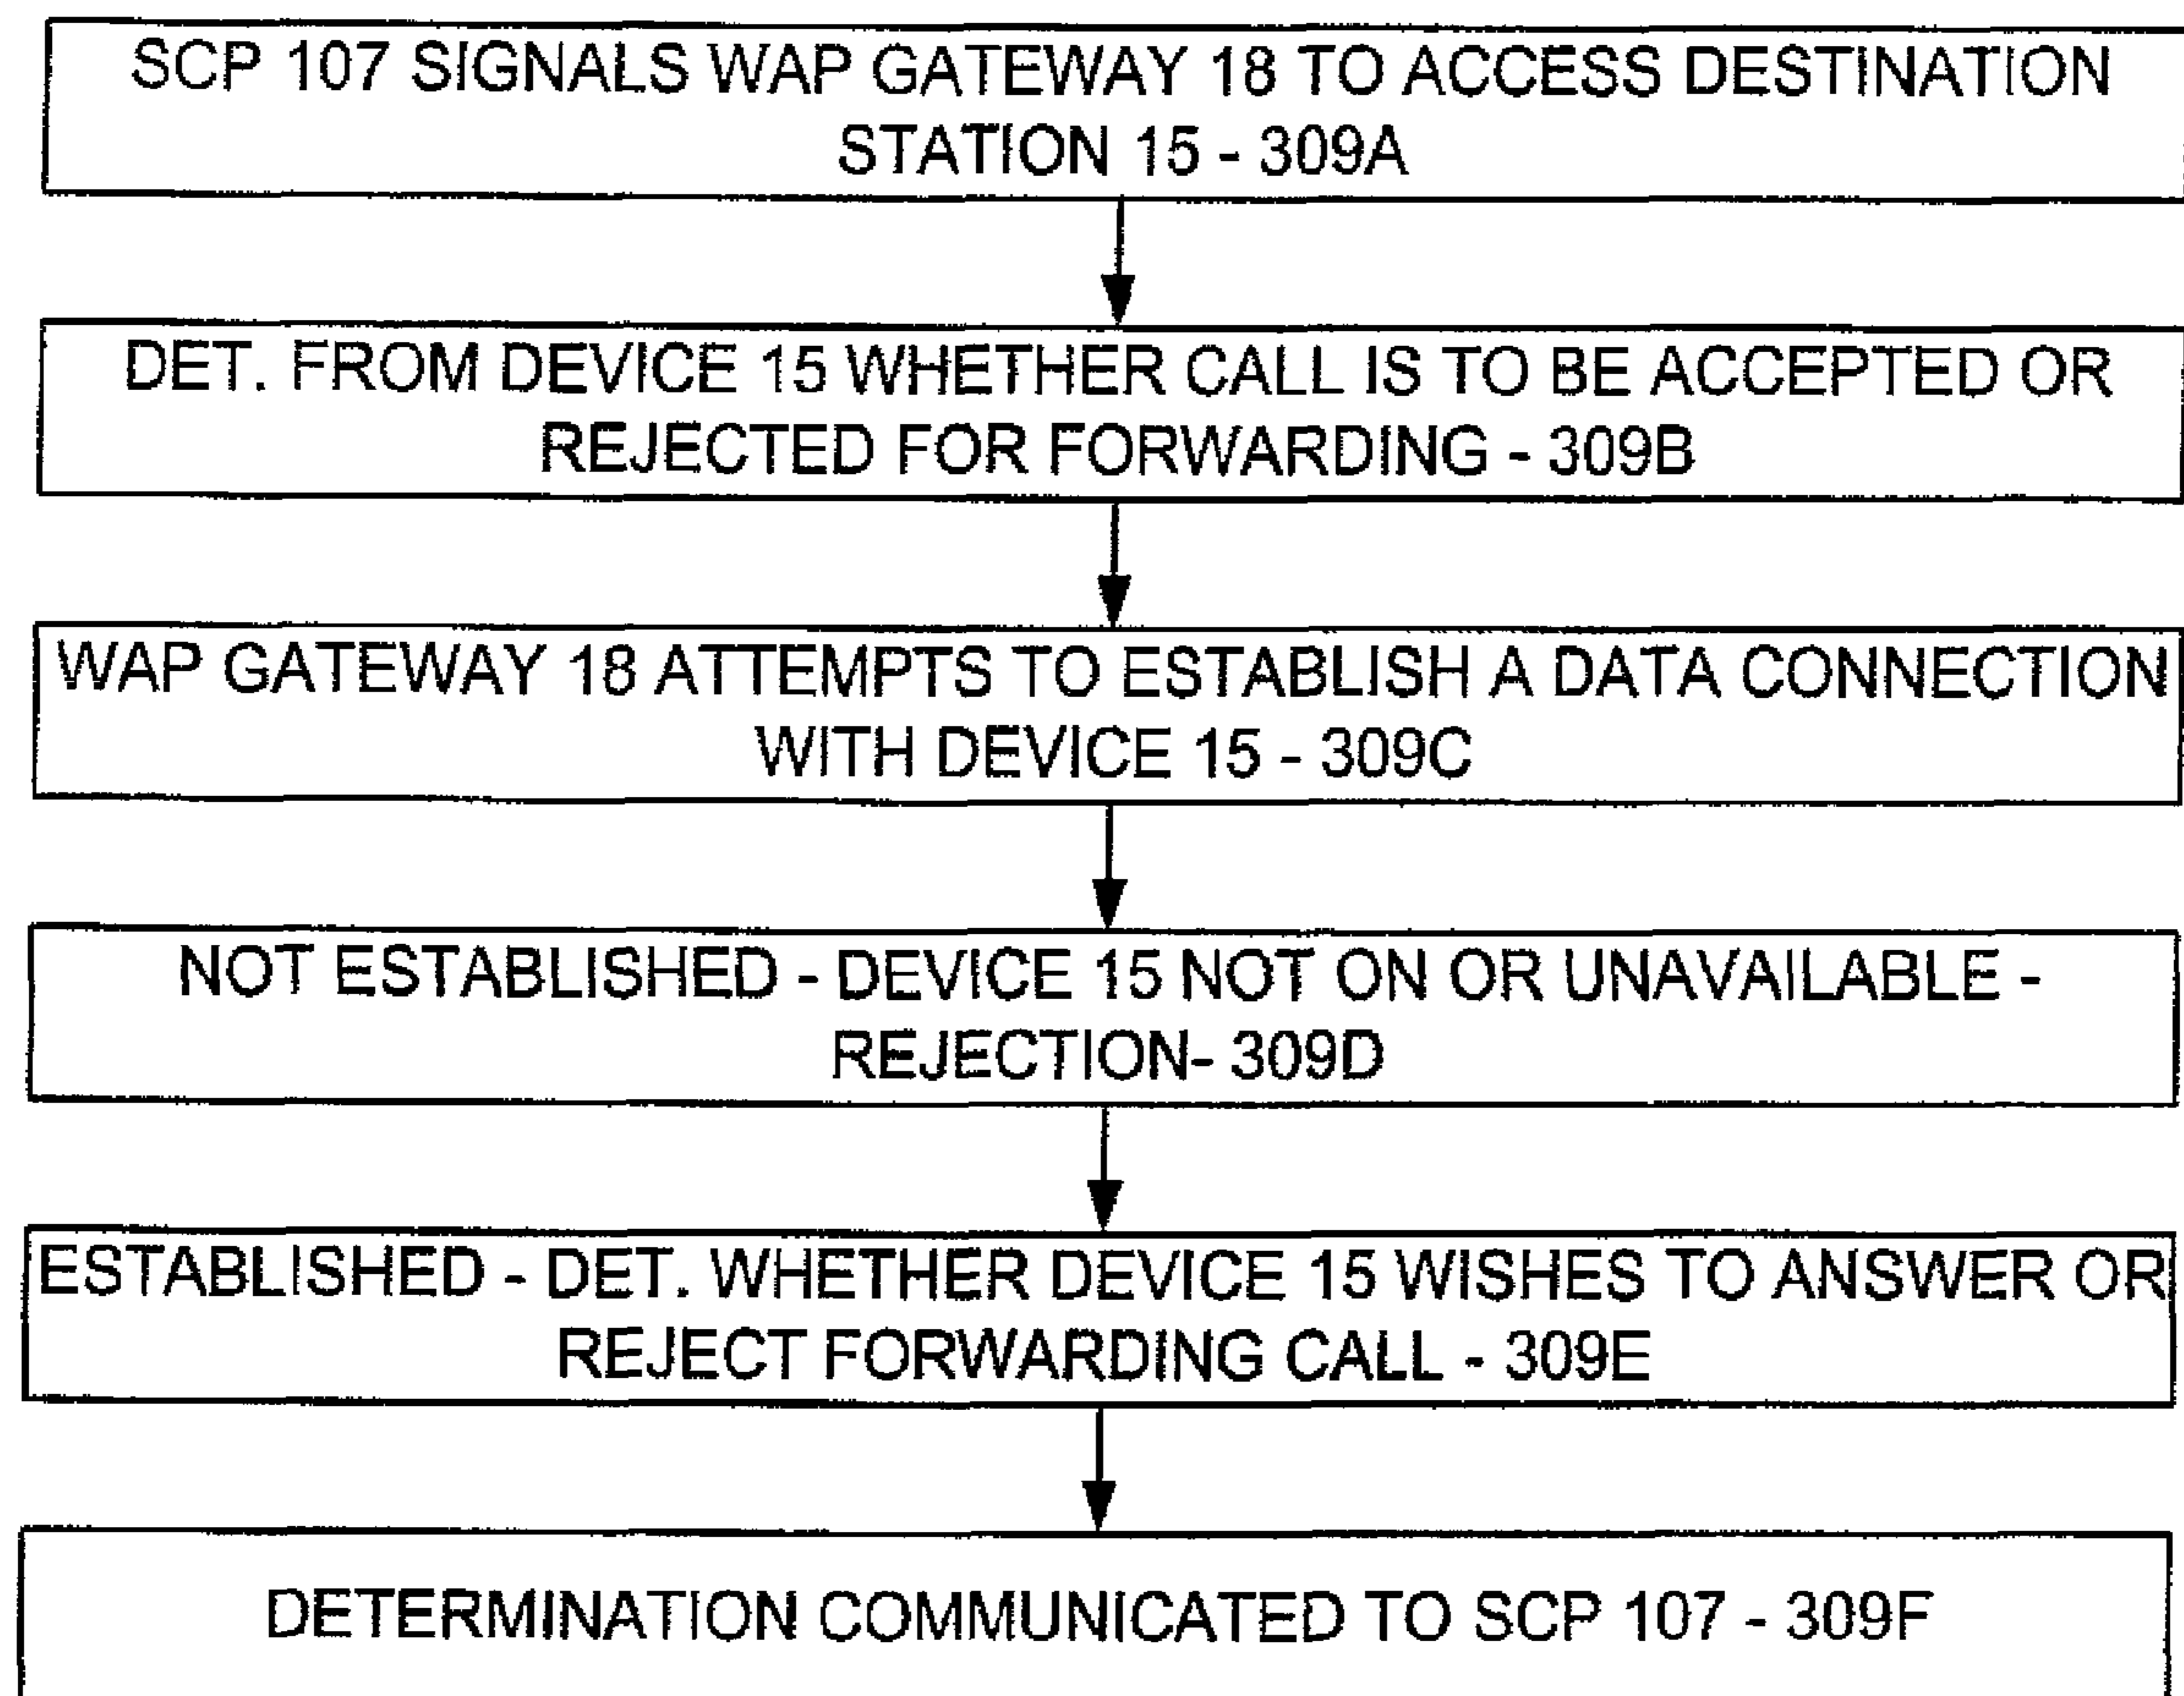 SCP 107 SIGNALS WAP GATEWAY 18 TO ACCESS DESTINATION
STATION 15 - 309A
DET. FROM DEVICE 15 WHETHER CALL IS TO BE ACCEPTED OR
REJECTED FOR FORWARDING - 309B
WAP GATEWAY 18 ATTEMPTS TO ESTABLISH A DATA CONNECTION
WITH DEVICE 15 - 309C
NOT ESTABLISHED - DEVICE 15 NOT ON OR UNAVAILABLE -
REJECTION- 309D
ESTABLISHED - DET. WHETHER DEVICE 15 WISHES TO ANSWER OR
REJECT FORWARDING CALL - 309E
DETERMINATION COMMUNICATED TO SCP 107 - 309F